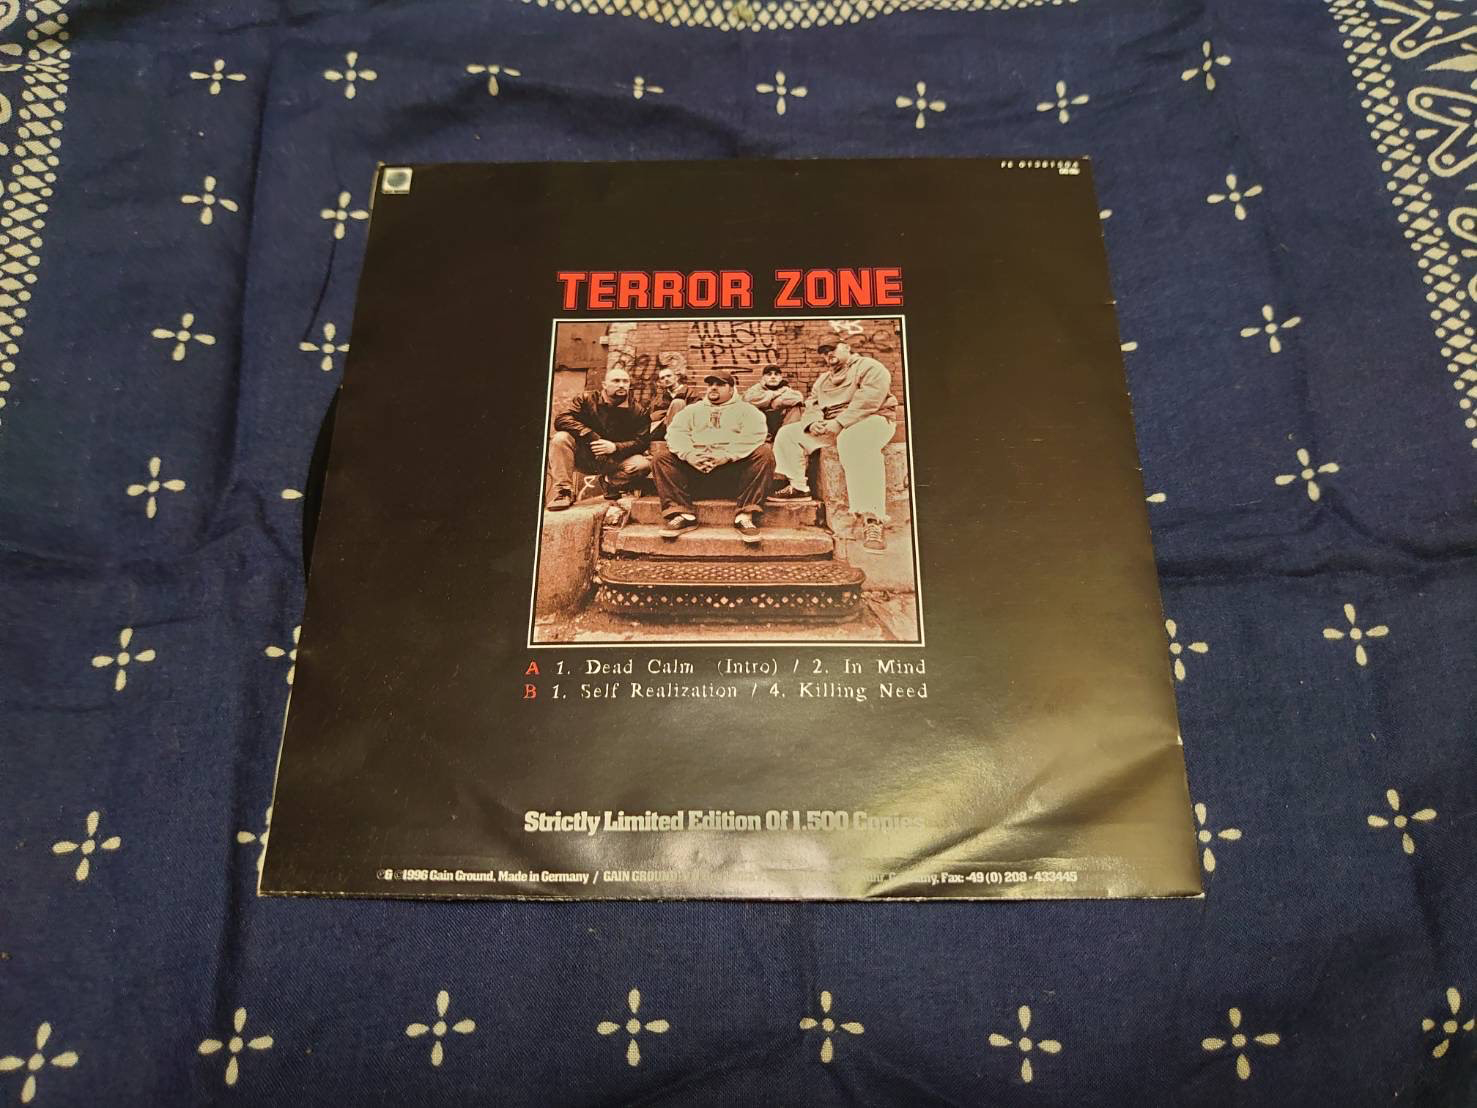 TERROR ZONE
A 1. Dead Calm (Intro) / 2. In Mind
B 1. Self Realization / 4. Killing Need
Strictly Limited Edition Of 1.500 Copies
℗& ©1996 Gain Ground, Made in Germany / GAIN GROUND Germany, Fax: -49 (0) 208 - 433445